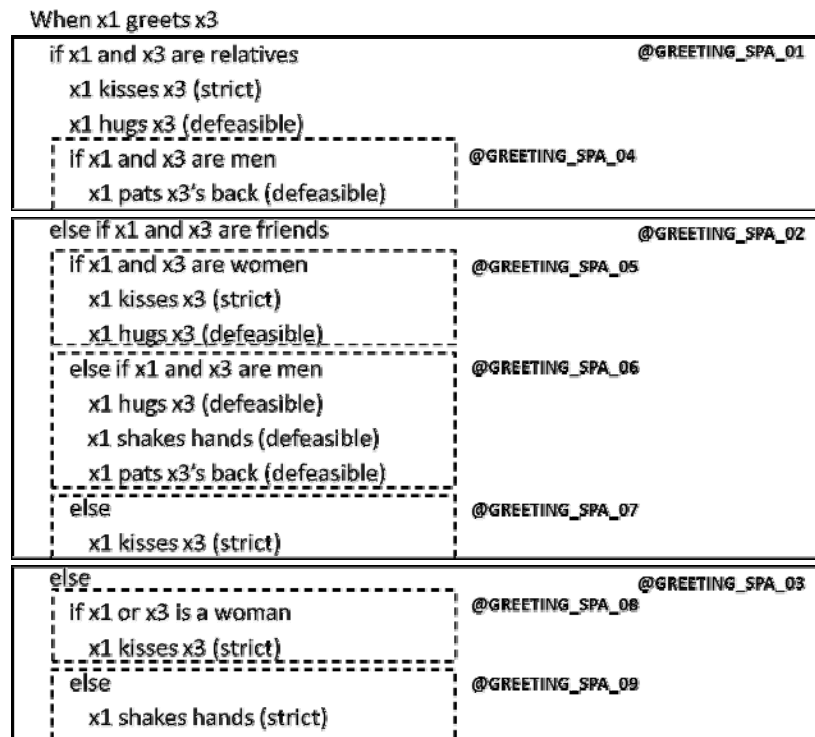 When x1 greets x3
if x1 and x3 are relatives @GREETING_SPA_01
x1 kisses x3 (strict)
x1 hugs x3 (defeasible)
if x1 and x3 are men @GREETING_SPA_04
x1 pats x3's back (defeasible)
else if x1 and x3 are friends @GREETING_SPA_02
if x1 and x3 are women @GREETING_SPA_05
x1 kisses x3 (strict)
x1 hugs x3 (defeasible)
else if x1 and x3 are men @GREETING_SPA_06
x1 hugs x3 (defeasible)
x1 shakes hands (defeasible)
x1 pats x3's back (defeasible)
else @GREETING_SPA_07
x1 kisses x3 (strict)
else @GREETING_SPA_03
if x1 or x3 is a woman @GREETING_SPA_08
x1 kisses x3 (strict)
else @GREETING_SPA_09
x1 shakes hands (strict)